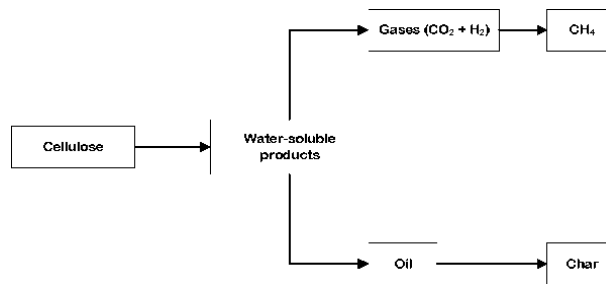 Gases (CO₂ + H₂)
CH₄
Cellulose
Water-soluble
products
Oil
Char